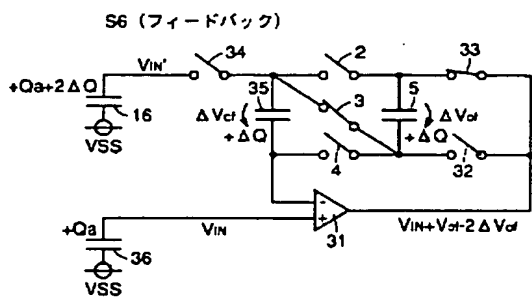 S6（フィードバック）
34
2
33
VIN'
+Qa+2ΔQ
35
5
ΔVcf
3
ΔVof
+ΔQ
+ΔQ
16
VSS
4
32
+Qa
VIN
31
VIN+Vof-2ΔVof
36
VSS